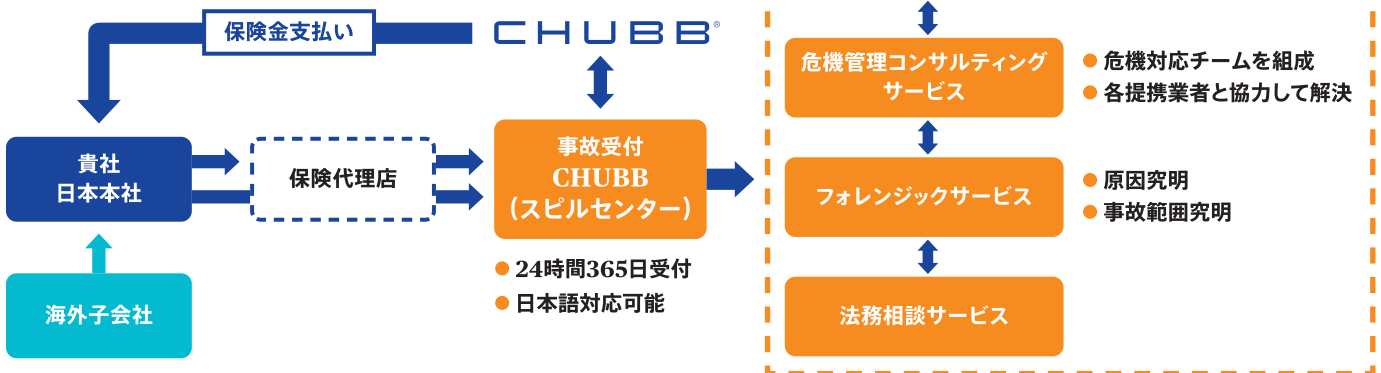 保険金支払い
CHUBB®
貴社
日本本社
保険代理店
事故受付
CHUBB
(スピルセンター)
24時間365日受付
日本語対応可能
海外子会社
危機管理コンサルティング
サービス
危機対応チームを組成
各提携業者と協力して解決
フォレンジックサービス
原因究明
事故範囲究明
法務相談サービス